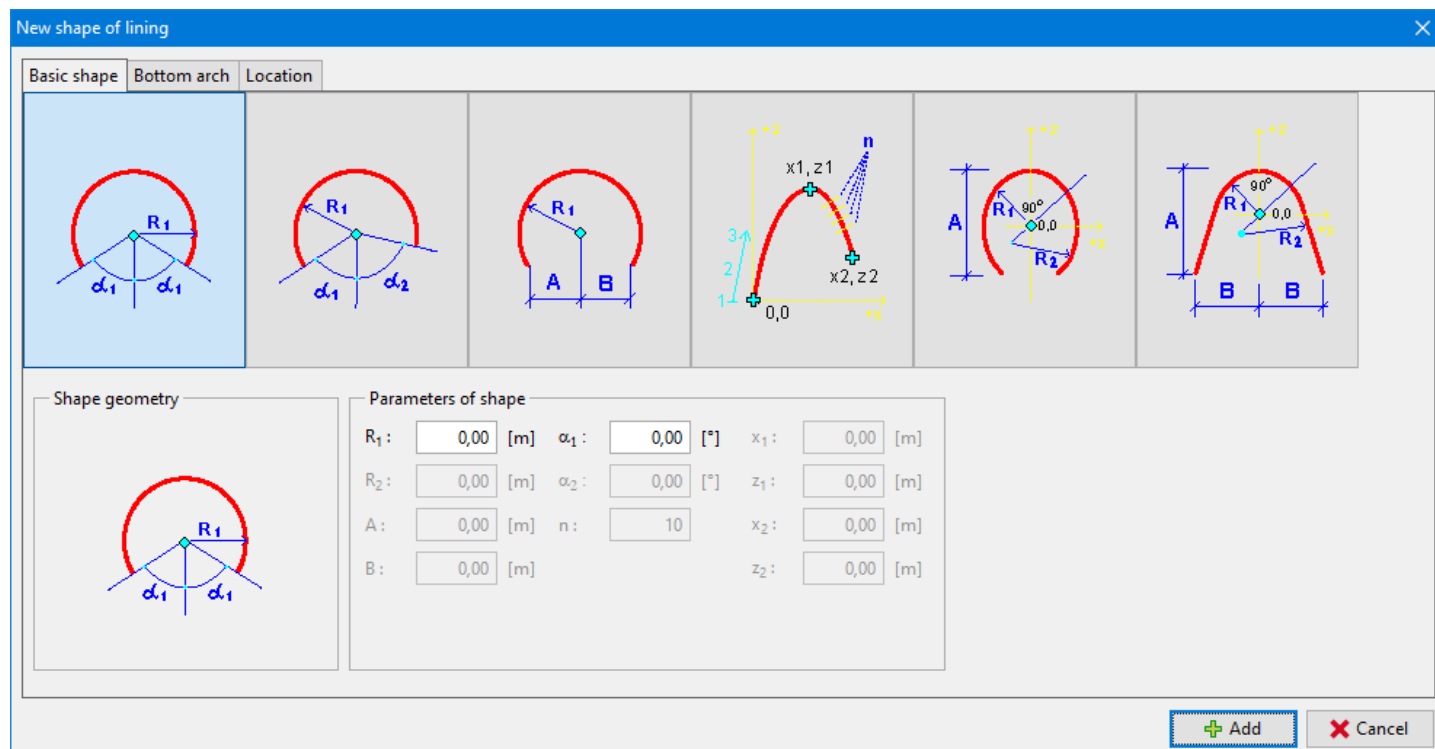 New shape of lining
Basic shape Bottom arch Location
R1 α1 α1
R1 α1 α2
R1 A B
+z n
x1, z1
3
2
x2, z2
1 0,0 +x
+z
A R1 90° 0,0 +x
R2
+z
A R1 90° 0,0 +x
R2
B B
Shape geometry
R1
α1 α1
Parameters of shape
R1 : 0,00 [m] α1 : 0,00 [°] x1 : 0,00 [m]
R2 : 0,00 [m] α2 : 0,00 [°] z1 : 0,00 [m]
A : 0,00 [m] n : 10 x2 : 0,00 [m]
B : 0,00 [m] z2 : 0,00 [m]
Add Cancel